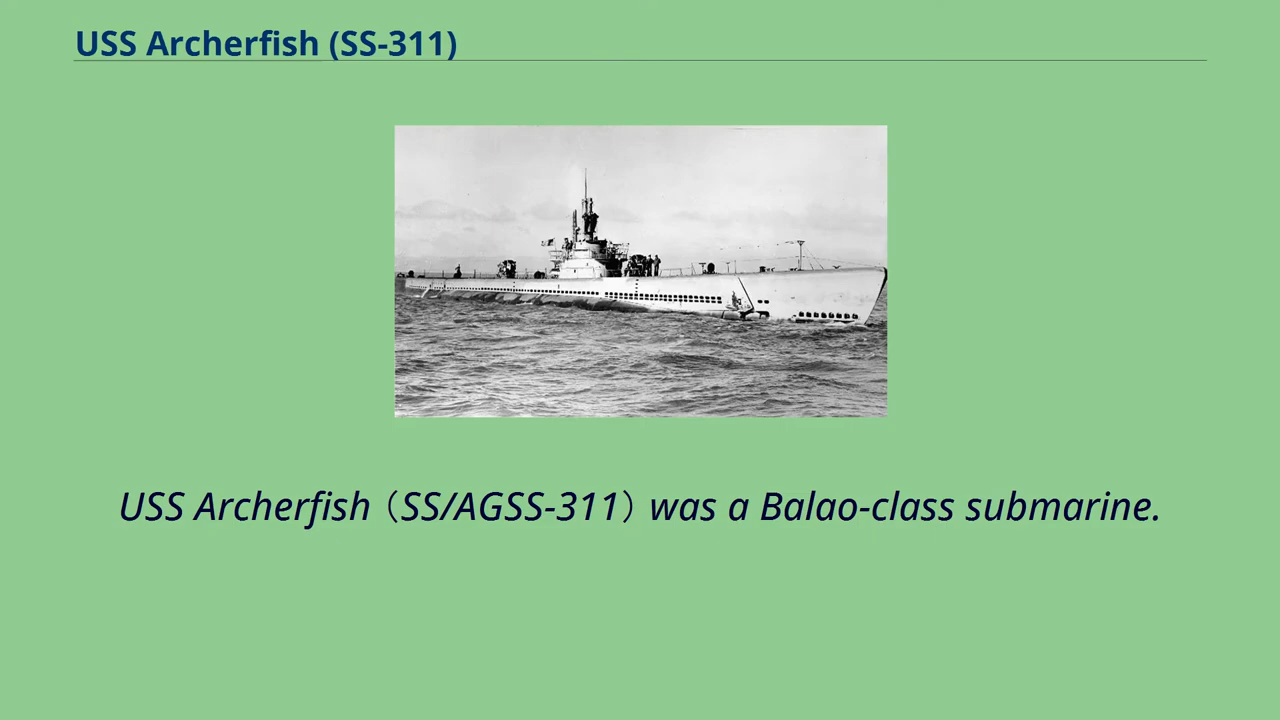 USS Archerfish (SS-311)
USS Archerfish （SS/AGSS-311） was a Balao-class submarine.